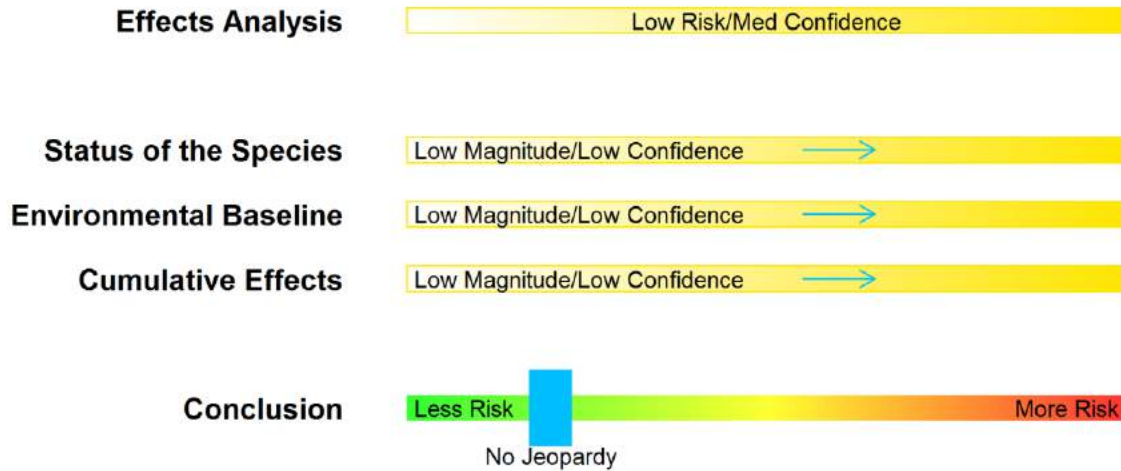 Effects Analysis Low Risk/Med Confidence
Status of the Species Low Magnitude/Low Confidence
Environmental Baseline Low Magnitude/Low Confidence
Cumulative Effects Low Magnitude/Low Confidence
Conclusion Less Risk More Risk
No Jeopardy